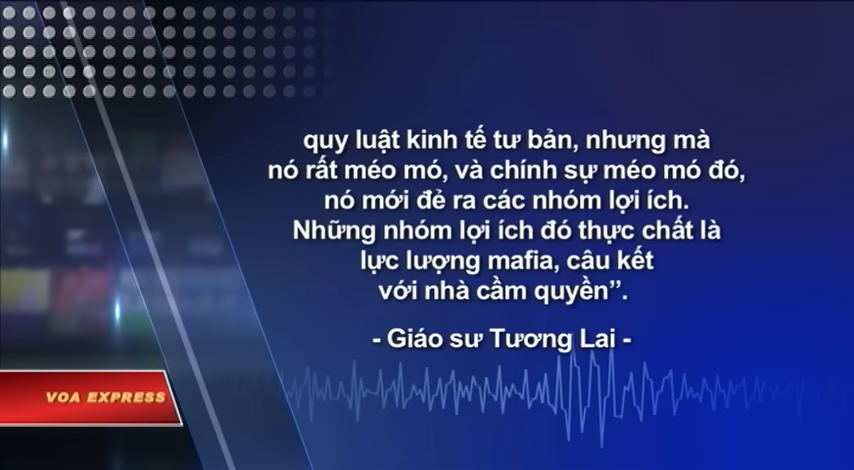 quy luật kinh tế tư bản, nhưng mà
nó rất méo mó, và chính sự méo mó đó,
nó mới đẻ ra các nhóm lợi ích.
Những nhóm lợi ích đó thực chất là
lực lượng mafia, câu kết
với nhà cầm quyền”.
- Giáo sư Tương Lai -
VOA EXPRESS